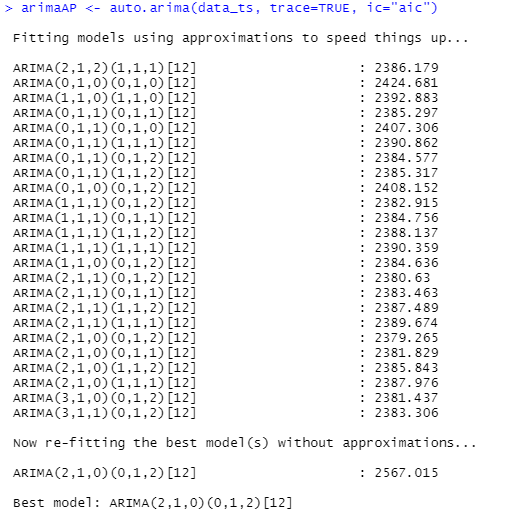 > arimaAP <- auto.arima(data_ts, trace=TRUE, ic="aic")
Fitting models using approximations to speed things up...
ARIMA(2,1,2)(1,1,1)[12] : 2386.179
ARIMA(0,1,0)(0,1,0)[12] : 2424.681
ARIMA(1,1,0)(1,1,0)[12] : 2392.883
ARIMA(0,1,1)(0,1,1)[12] : 2385.297
ARIMA(0,1,1)(0,1,0)[12] : 2407.306
ARIMA(0,1,1)(1,1,1)[12] : 2390.862
ARIMA(0,1,1)(0,1,2)[12] : 2384.577
ARIMA(0,1,1)(1,1,2)[12] : 2385.317
ARIMA(0,1,0)(0,1,2)[12] : 2408.152
ARIMA(1,1,1)(0,1,2)[12] : 2382.915
ARIMA(1,1,1)(0,1,1)[12] : 2384.756
ARIMA(1,1,1)(1,1,2)[12] : 2388.137
ARIMA(1,1,1)(1,1,1)[12] : 2390.359
ARIMA(1,1,0)(0,1,2)[12] : 2384.636
ARIMA(2,1,1)(0,1,2)[12] : 2380.63
ARIMA(2,1,1)(0,1,1)[12] : 2383.463
ARIMA(2,1,1)(1,1,2)[12] : 2387.489
ARIMA(2,1,1)(1,1,1)[12] : 2389.674
ARIMA(2,1,0)(0,1,2)[12] : 2379.265
ARIMA(2,1,0)(0,1,1)[12] : 2381.829
ARIMA(2,1,0)(1,1,2)[12] : 2385.843
ARIMA(2,1,0)(1,1,1)[12] : 2387.976
ARIMA(3,1,0)(0,1,2)[12] : 2381.437
ARIMA(3,1,1)(0,1,2)[12] : 2383.306
Now re-fitting the best model(s) without approximations...
ARIMA(2,1,0)(0,1,2)[12] : 2567.015
Best model: ARIMA(2,1,0)(0,1,2)[12]